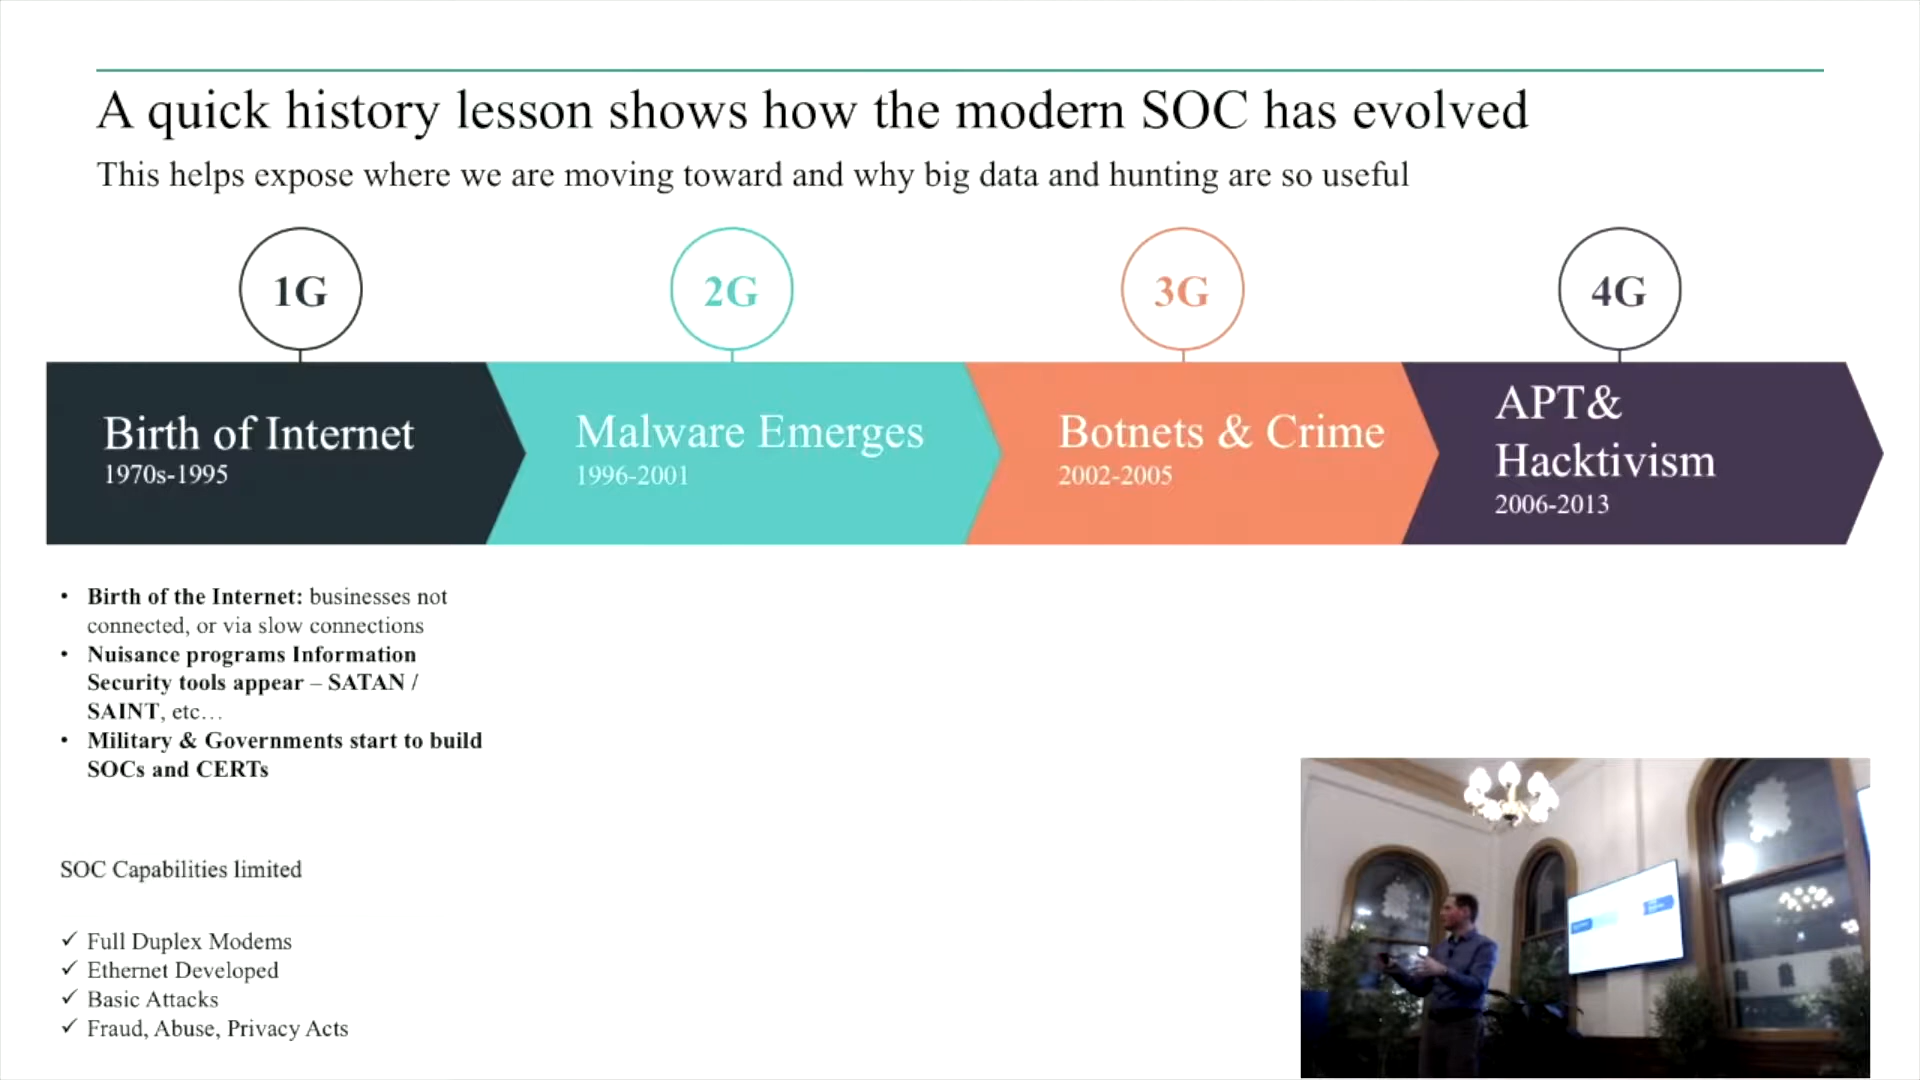 A quick history lesson shows how the modern SOC has evolved
This helps expose where we are moving toward and why big data and hunting are so useful
1G
2G
3G
4G
Birth of Internet
1970s-1995
Malware Emerges
1996-2001
Botnets & Crime
2002-2005
APT&
Hacktivism
2006-2013
• Birth of the Internet: businesses not
connected, or via slow connections
• Nuisance programs Information
Security tools appear – SATAN /
SAINT, etc…
• Military & Governments start to build
SOCs and CERTs
SOC Capabilities limited
✓ Full Duplex Modems
✓ Ethernet Developed
✓ Basic Attacks
✓ Fraud, Abuse, Privacy Acts